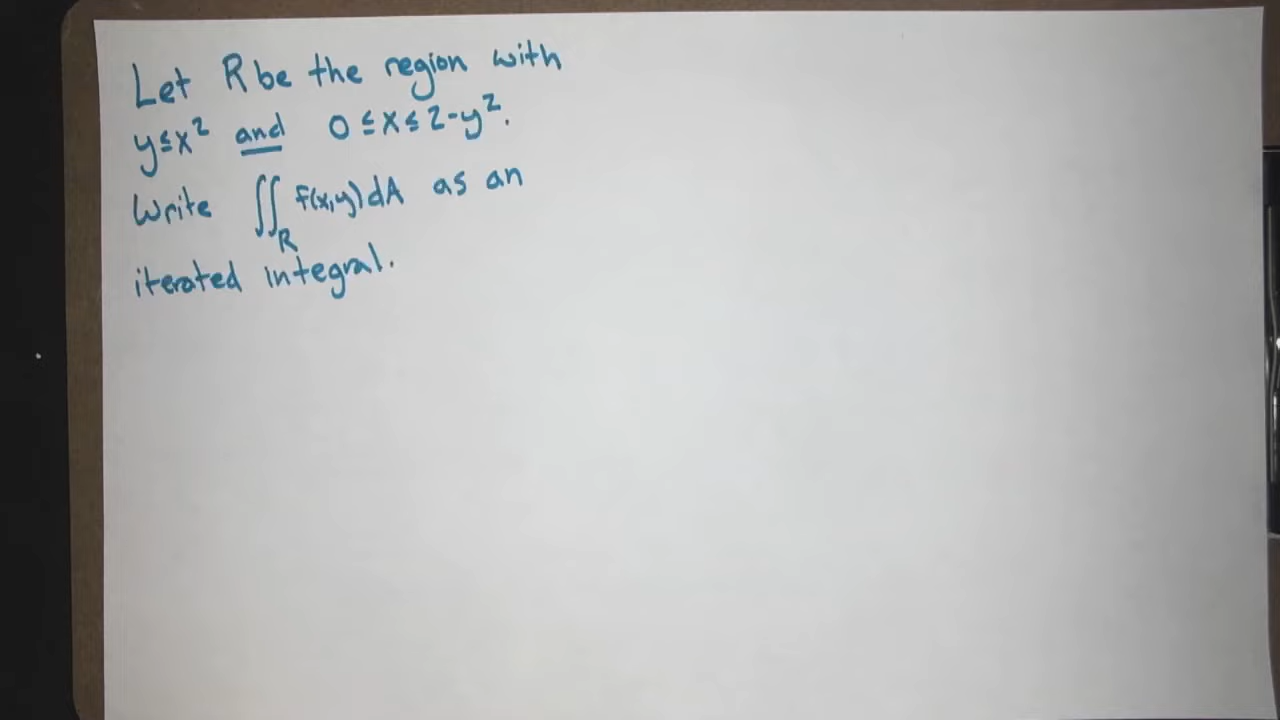 Let R be the region with
y≤x² and 0≤x≤2-y².
Write ∬_R f(x,y)dA as an
iterated integral.